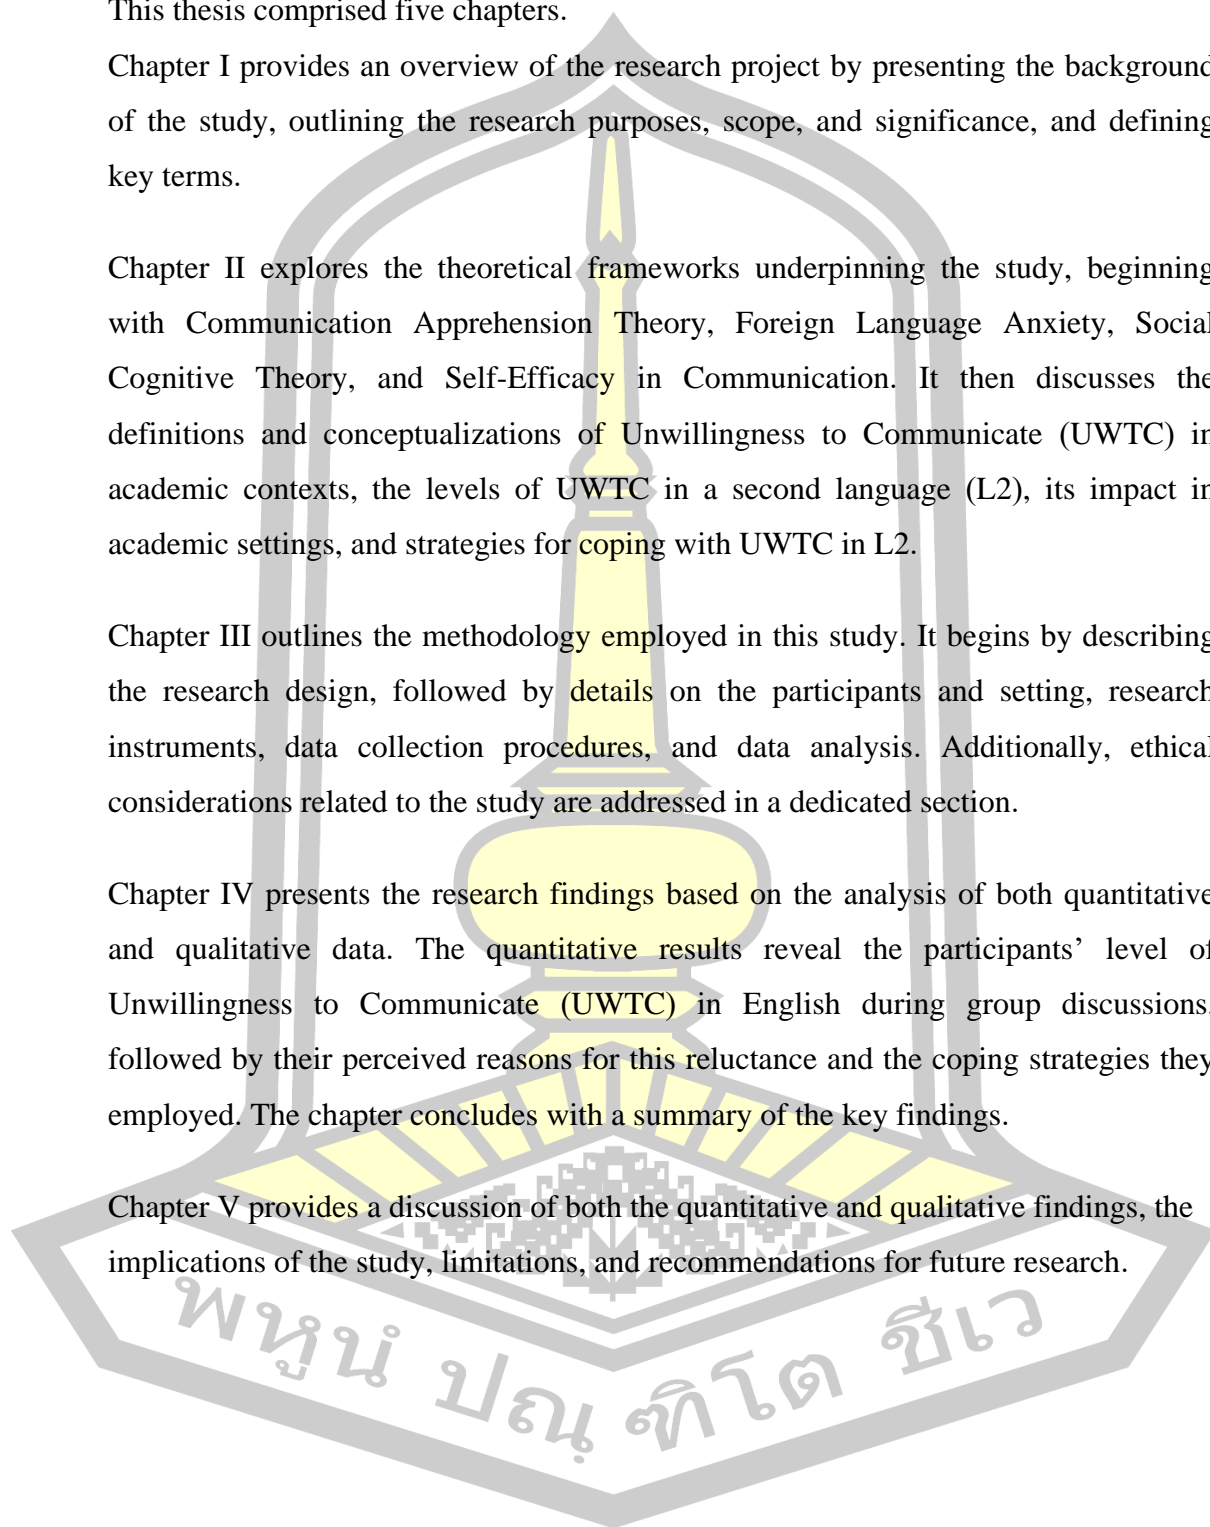 This thesis comprised five chapters.
Chapter I provides an overview of the research project by presenting the background
of the study, outlining the research purposes, scope, and significance, and defining
key terms.
Chapter II explores the theoretical frameworks underpinning the study, beginning
with Communication Apprehension Theory, Foreign Language Anxiety, Social
Cognitive Theory, and Self-Efficacy in Communication. It then discusses the
definitions and conceptualizations of Unwillingness to Communicate (UWTC) in
academic contexts, the levels of UWTC in a second language (L2), its impact in
academic settings, and strategies for coping with UWTC in L2.
Chapter III outlines the methodology employed in this study. It begins by describing
the research design, followed by details on the participants and setting, research
instruments, data collection procedures, and data analysis. Additionally, ethical
considerations related to the study are addressed in a dedicated section.
Chapter IV presents the research findings based on the analysis of both quantitative
and qualitative data. The quantitative results reveal the participants’ level of
Unwillingness to Communicate (UWTC) in English during group discussions,
followed by their perceived reasons for this reluctance and the coping strategies they
employed. The chapter concludes with a summary of the key findings.
Chapter V provides a discussion of both the quantitative and qualitative findings, the
implications of the study, limitations, and recommendations for future research.
พหูนํ ปณฺฑิโต ชีเว